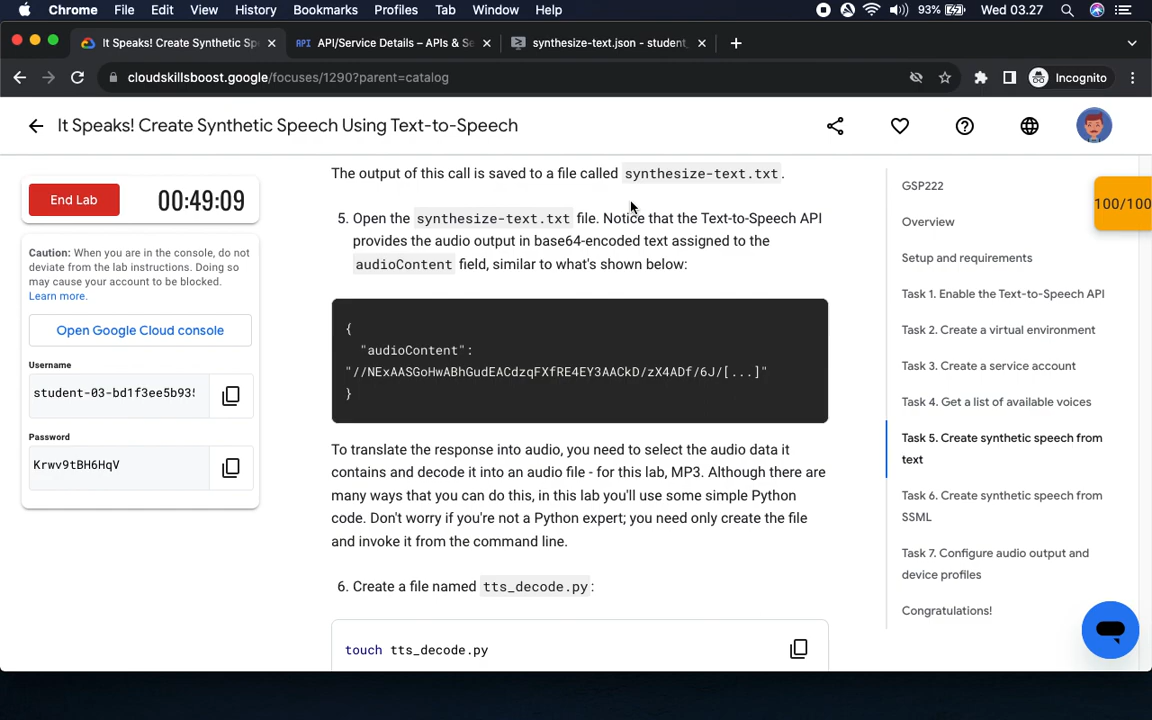 Chrome File Edit View History Bookmarks Profiles Tab Window Help 93% Wed 03.27
It Speaks! Create Synthetic Sp API API/Service Details – APIs & Se synthesize-text.json - student
cloudskillsboost.google/focuses/1290?parent=catalog Incognito
It Speaks! Create Synthetic Speech Using Text-to-Speech
End Lab 00:49:09
Caution: When you are in the console, do not
deviate from the lab instructions. Doing so
may cause your account to be blocked.
Learn more.
Open Google Cloud console
Username
student-03-bd1f3ee5b935
Password
Krwv9tBH6HqV
The output of this call is saved to a file called synthesize-text.txt.
5. Open the synthesize-text.txt file. Notice that the Text-to-Speech API
provides the audio output in base64-encoded text assigned to the
audioContent field, similar to what's shown below:
{
"audioContent":
"//NExAASGoHwABhGudEACdzqFXfRE4EY3AACkD/zX4ADf/6J/[...]"
}
To translate the response into audio, you need to select the audio data it
contains and decode it into an audio file - for this lab, MP3. Although there are
many ways that you can do this, in this lab you'll use some simple Python
code. Don't worry if you're not a Python expert; you need only create the file
and invoke it from the command line.
6. Create a file named tts_decode.py:
touch tts_decode.py
GSP222
Overview
Setup and requirements
Task 1. Enable the Text-to-Speech API
Task 2. Create a virtual environment
Task 3. Create a service account
Task 4. Get a list of available voices
Task 5. Create synthetic speech from
text
Task 6. Create synthetic speech from
SSML
Task 7. Configure audio output and
device profiles
Congratulations!
100/100